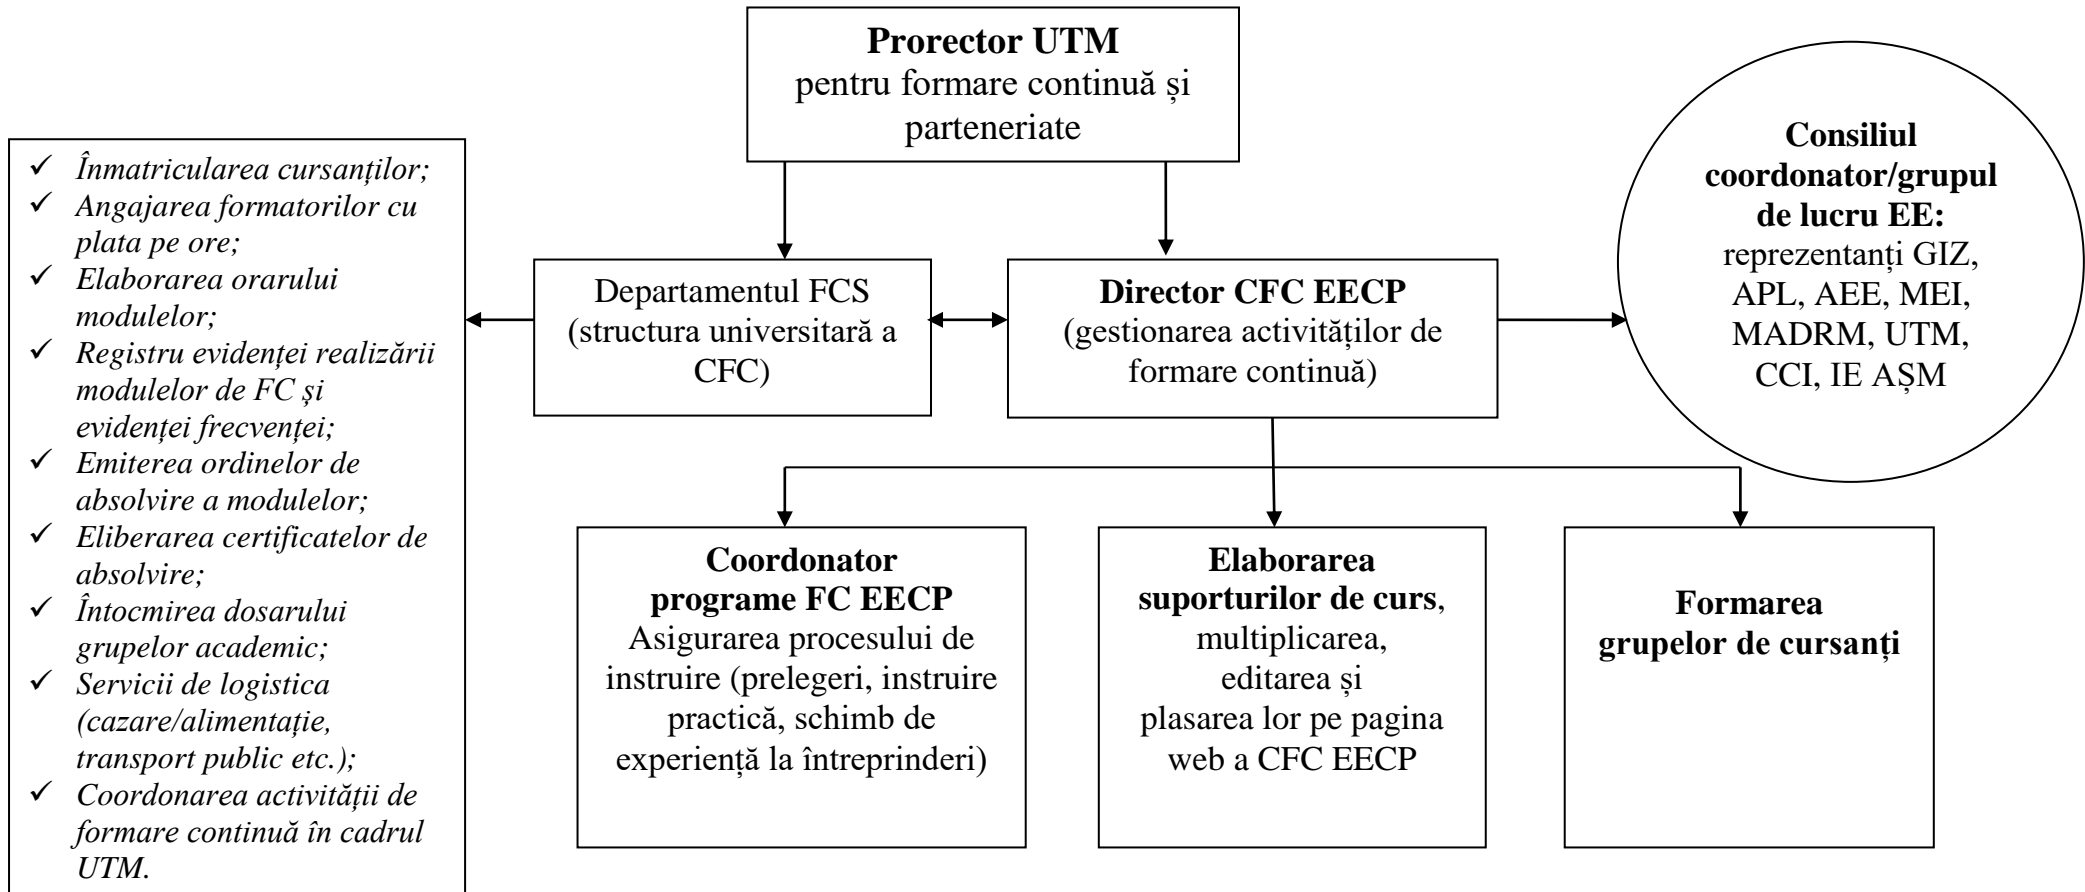 Prorector UTM
pentru formare continuă și
parteneriate
✓ Înmatricularea cursanților;
✓ Angajarea formatorilor cu
plata pe ore;
✓ Elaborarea orarului
modulelor;
✓ Registru evidenței realizării
modulelor de FC și
evidenței frecvenței;
✓ Emiterea ordinelor de
absolvire a modulelor;
✓ Eliberarea certificatelor de
absolvire;
✓ Întocmirea dosarului
grupelor academic;
✓ Servicii de logistica
(cazare/alimentație,
transport public etc.);
✓ Coordonarea activității de
formare continuă în cadrul
UTM.
Departamentul FCS
(structura universitară a
CFC)
Director CFC EECP
(gestionarea activităților de
formare continuă)
Consiliul
coordonator/grupul
de lucru EE:
reprezentanți GIZ,
APL, AEE, MEI,
MADRM, UTM,
CCI, IE AȘM
Coordonator
programe FC EECP
Asigurarea procesului de
instruire (prelegeri, instruire
practică, schimb de
experiență la întreprinderi)
Elaborarea
suporturilor de curs,
multiplicarea,
editarea și
plasarea lor pe pagina
web a CFC EECP
Formarea
grupelor de cursanți